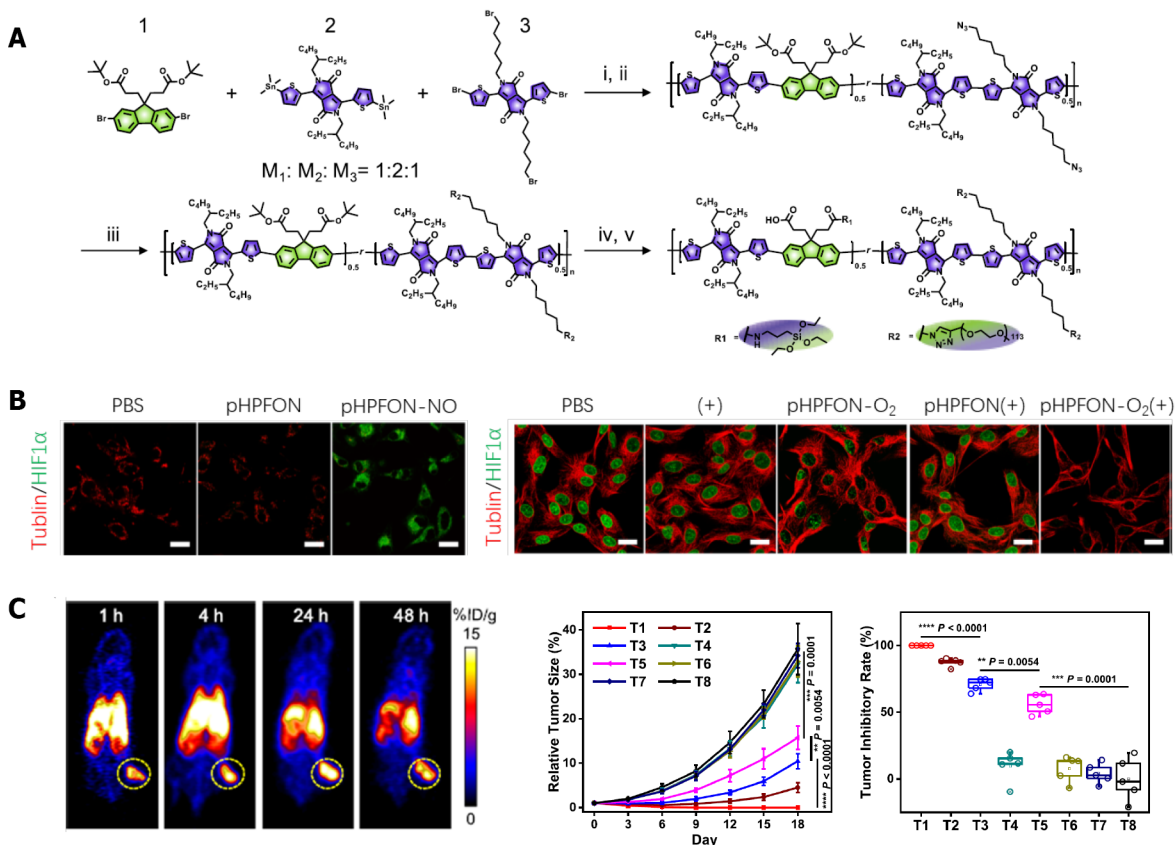 A
1
2
3
+
+
i, ii
M1: M2: M3= 1:2:1
iii
iv, v
R1 =
R2 =
B
PBS
pHPFON
pHPFON-NO
PBS
(+)
pHPFON-O2
pHPFON(+)
pHPFON-O2(+)
Tublin/HIF1α
Tublin/HIF1α
C
1 h
4 h
24 h
48 h
%ID/g
15
0
Relative Tumor Size (%)
40
30
20
10
0
T1
T2
T3
T4
T5
T6
T7
T8
*** P = 0.0001
** P = 0.0054
**** P < 0.0001
0 3 6 9 12 15 18
Day
Tumor Inhibitory Rate (%)
100
50
0
**** P < 0.0001
** P = 0.0054
*** P = 0.0001
T1 T2 T3 T4 T5 T6 T7 T8